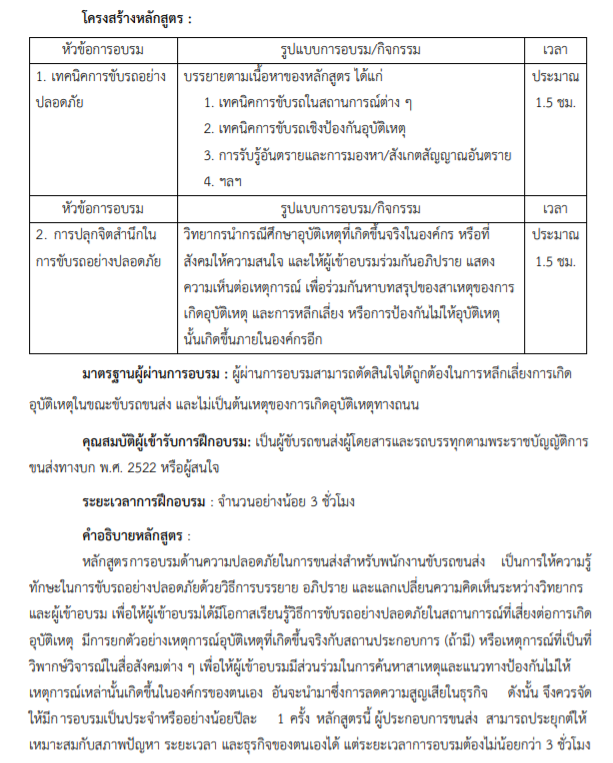 โครงสร้างหลักสูตร :
หัวข้อการอบรม รูปแบบการอบรม/กิจกรรม เวลา
1. เทคนิคการขับรถอย่าง บรรยายตามเนื้อหาของหลักสูตร ได้แก่ ประมาณ
ปลอดภัย 1. เทคนิคการขับรถในสถานการณ์ต่าง ๆ 1.5 ชม.
2. เทคนิคการขับรถเชิงป้องกันอุบัติเหตุ
3. การรับรู้อันตรายและการมองหา/สังเกตสัญญาณอันตราย
4. ฯลฯ
หัวข้อการอบรม รูปแบบการอบรม/กิจกรรม เวลา
2. การปลุกจิตสำนึกใน วิทยากรนำกรณีศึกษาอุบัติเหตุที่เกิดขึ้นจริงในองค์กร หรือที่ ประมาณ
การขับรถอย่างปลอดภัย สังคมให้ความสนใจ และให้ผู้เข้าอบรมร่วมกันอภิปราย แสดง 1.5 ชม.
ความเห็นต่อเหตุการณ์ เพื่อร่วมกันหาบทสรุปของสาเหตุของการ
เกิดอุบัติเหตุ และการหลีกเลี่ยง หรือการป้องกันไม่ให้อุบัติเหตุ
นั้นเกิดขึ้นภายในองค์กรอีก
มาตรฐานผู้ผ่านการอบรม : ผู้ผ่านการอบรมสามารถตัดสินใจได้ถูกต้องในการหลีกเลี่ยงการเกิด
อุบัติเหตุในขณะขับรถขนส่ง และไม่เป็นต้นเหตุของการเกิดอุบัติเหตุทางถนน
คุณสมบัติผู้เข้ารับการฝึกอบรม: เป็นผู้ขับรถขนส่งผู้โดยสารและรถบรรทุกตามพระราชบัญญัติการ
ขนส่งทางบก พ.ศ. 2522 หรือผู้สนใจ
ระยะเวลาการฝึกอบรม : จำนวนอย่างน้อย 3 ชั่วโมง
คำอธิบายหลักสูตร :
หลักสูตรการอบรมด้านความปลอดภัยในการขนส่งสำหรับพนักงานขับรถขนส่ง เป็นการให้ความรู้
ทักษะในการขับรถอย่างปลอดภัยด้วยวิธีการบรรยาย อภิปราย และแลกเปลี่ยนความคิดเห็นระหว่างวิทยากร
และผู้เข้าอบรม เพื่อให้ผู้เข้าอบรมได้มีโอกาสเรียนรู้วิธีการขับรถอย่างปลอดภัยในสถานการณ์ที่เสี่ยงต่อการเกิด
อุบัติเหตุ มีการยกตัวอย่างเหตุการณ์อุบัติเหตุที่เกิดขึ้นจริงกับสถานประกอบการ (ถ้ามี) หรือเหตุการณ์ที่เป็นที่
วิพากษ์วิจารณ์ในสื่อสังคมต่าง ๆ เพื่อให้ผู้เข้าอบรมมีส่วนร่วมในการค้นหาสาเหตุและแนวทางป้องกันไม่ให้
เหตุการณ์เหล่านั้นเกิดขึ้นในองค์กรของตนเอง อันจะนำมาซึ่งการลดความสูญเสียในธุรกิจ ดังนั้น จึงควรจัด
ให้มีการอบรมเป็นประจำหรืออย่างน้อยปีละ 1 ครั้ง หลักสูตรนี้ ผู้ประกอบการขนส่ง สามารถประยุกต์ให้
เหมาะสมกับสภาพปัญหา ระยะเวลา และธุรกิจของตนเองได้ แต่ระยะเวลาการอบรมต้องไม่น้อยกว่า 3 ชั่วโมง